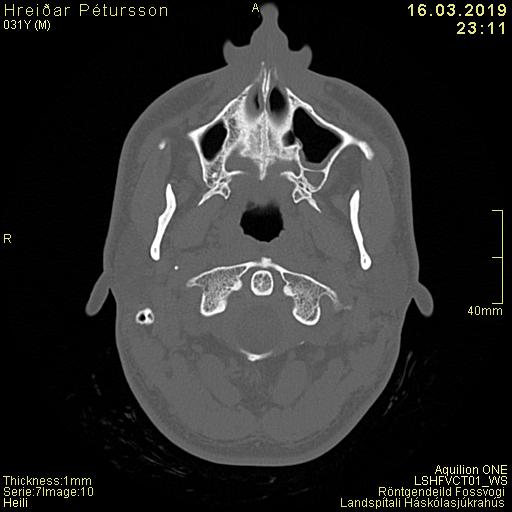 Hreiðar Pétursson
031Y (M)
A
16.03.2019
23:11
R
40mm
Thickness:1mm
Serie:7Image:10
Heili
Aquilion ONE
LSHFVCT01_WS
Röntgendeild Fossvogi
Landspítali Háskólasjúkrahús